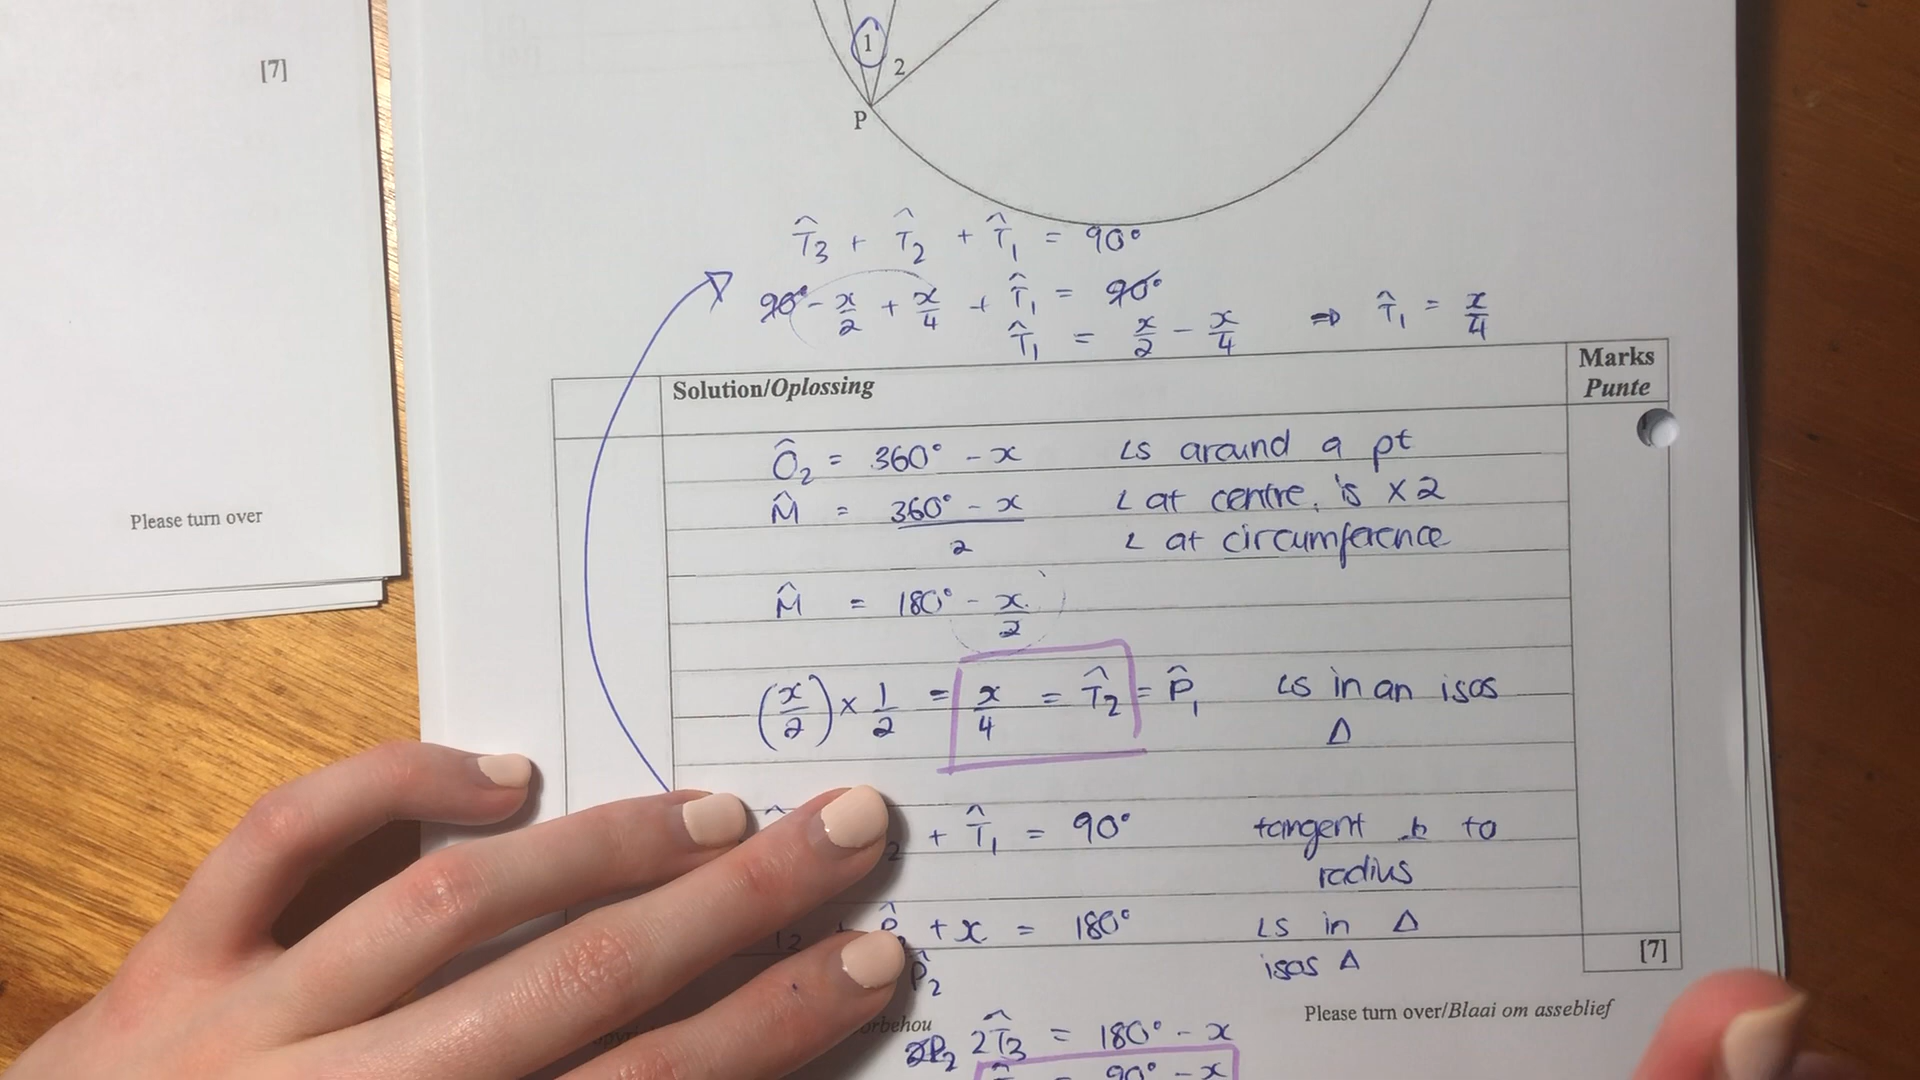 [7]
Please turn over
1
2
P
T̂3 + T̂2 + T̂1 = 90°
90° - x/2 + x/4 + T̂1 = 90°
T̂1 = x/2 - x/4 ⇒ T̂1 = x/4
Solution/Oplossing
Marks
Punte
Ô2 = 360° - x ∠s around a pt
M̂ = 360° - x / 2 ∠ at centre is ×2
∠ at circumference
M̂ = 180° - x/2
(x/2) × 1/2 = x/4 = T̂2 = P̂1 ∠s in an isos
Δ
2 + T̂1 = 90° tangent ⊥ to
radius
+ x = 180° ∠s in Δ
isos Δ
P̂2
[7]
Please turn over/Blaai om asseblief
2P2 2T̂3 = 180° - x
= 90° - x